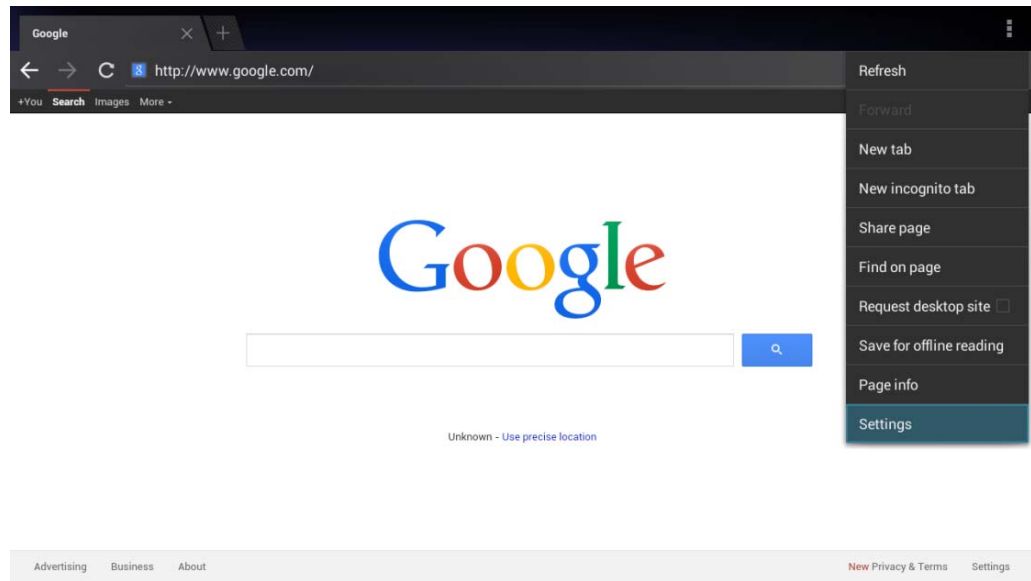 Google
http://www.google.com/
+You Search Images More
Refresh
Forward
New tab
New incognito tab
Share page
Find on page
Request desktop site
Save for offline reading
Page info
Settings
Google
Unknown - Use precise location
Advertising Business About
New Privacy & Terms Settings